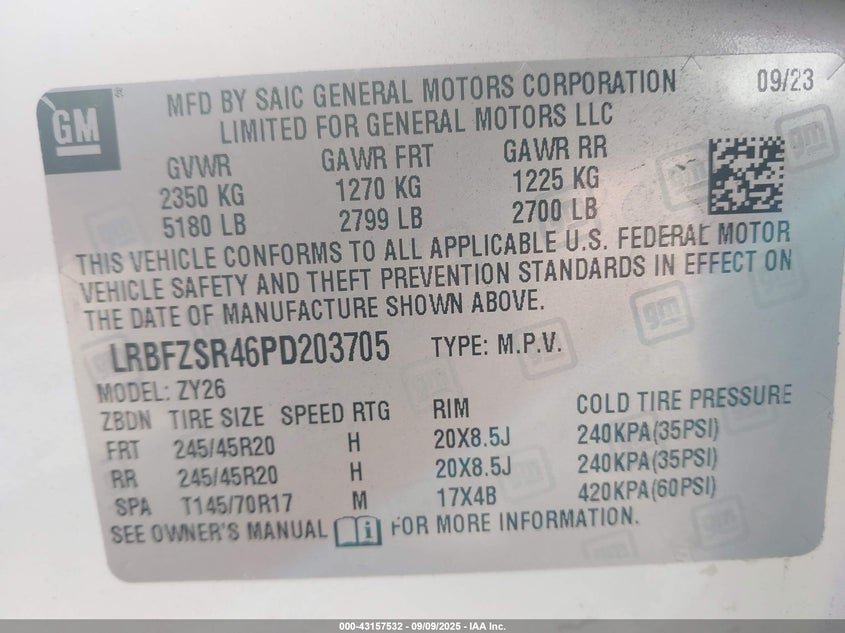 GM ®
MFD BY SAIC GENERAL MOTORS CORPORATION 09/23
LIMITED FOR GENERAL MOTORS LLC
GVWR GAWR FRT GAWR RR
2350 KG 1270 KG 1225 KG
5180 LB 2799 LB 2700 LB
THIS VEHICLE CONFORMS TO ALL APPLICABLE U.S. FEDERAL MOTOR
VEHICLE SAFETY AND THEFT PREVENTION STANDARDS IN EFFECT ON
THE DATE OF MANUFACTURE SHOWN ABOVE.
LRBFZSR46PD203705 TYPE: M.P.V.
MODEL: ZY26
ZBDN TIRE SIZE SPEED RTG RIM COLD TIRE PRESSURE
FRT 245/45R20 H 20X8.5J 240KPA(35PSI)
RR 245/45R20 H 20X8.5J 240KPA(35PSI)
SPA T145/70R17 M 17X4B 420KPA(60PSI)
SEE OWNER'S MANUAL i FOR MORE INFORMATION.
000-43157532 - 09/09/2025 - IAA Inc.